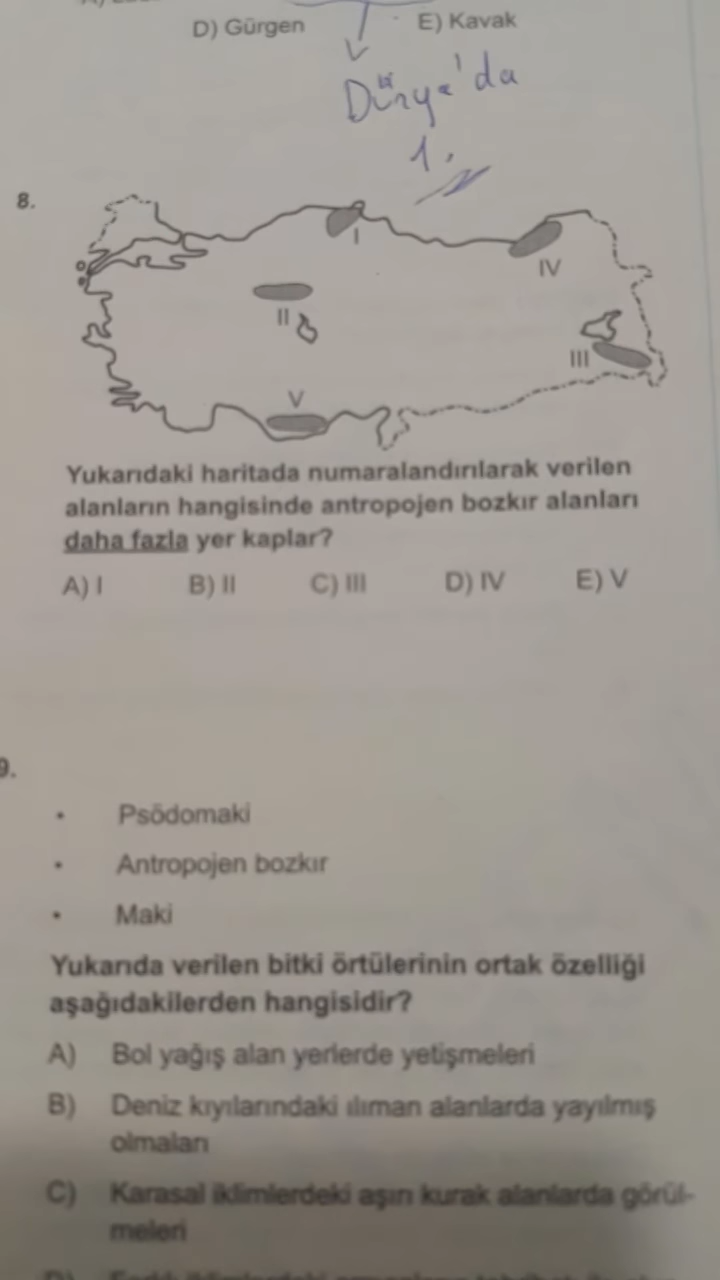 D) Gürgen E) Kavak
Dünya'da
1.
8.
I
IV
II
III
V
Yukarıdaki haritada numaralandırılarak verilen
alanların hangisinde antropojen bozkır alanları
daha fazla yer kaplar?
A) I B) II C) III D) IV E) V
9.
• Psödomaki
• Antropojen bozkır
• Maki
Yukarıda verilen bitki örtülerinin ortak özelliği
aşağıdakilerden hangisidir?
A) Bol yağış alan yerlerde yetişmeleri
B) Deniz kıyılarındaki ılıman alanlarda yayılmış
olmaları
C) Karasal iklimlerdeki aşırı kurak alanlarda görül-
meleri